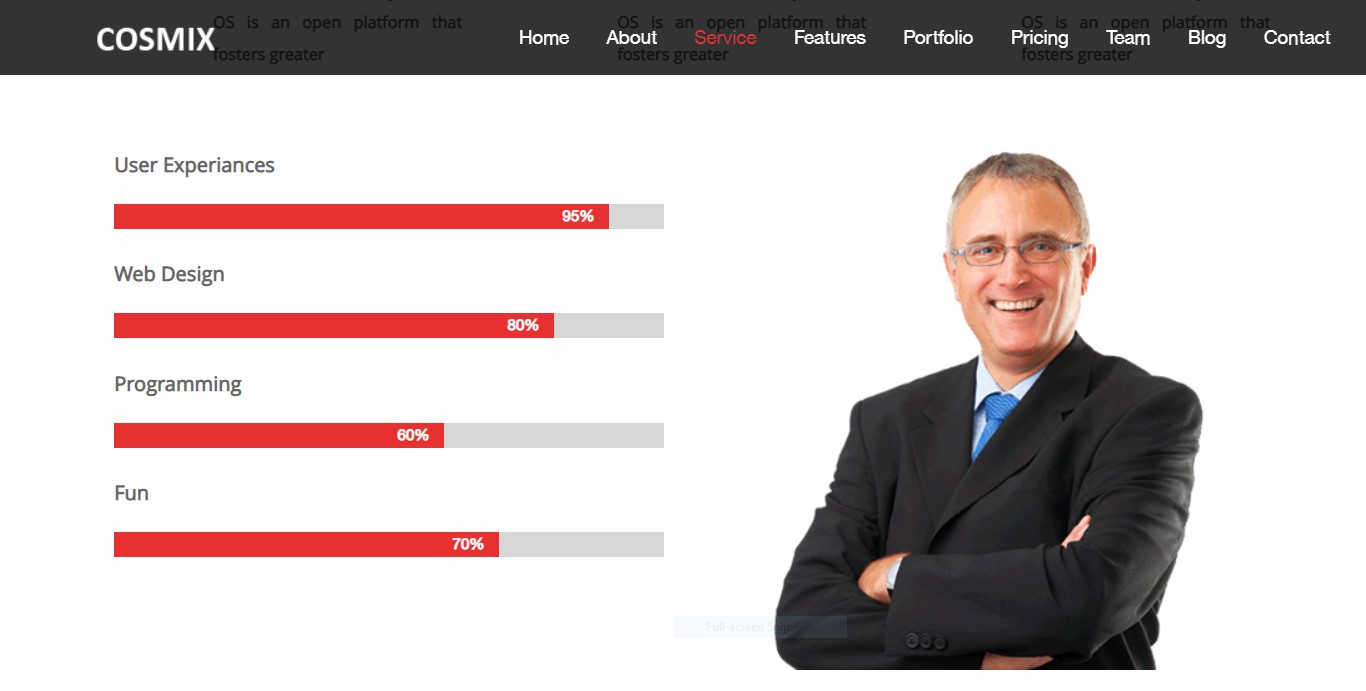 OS is an open platform that OS is an open platform that OS is an open platform that
COSMIX Home About Service Features Portfolio Pricing Team Blog Contact
fosters greater fosters greater fosters greater
User Experiances
95%
Web Design
80%
Programming
60%
Fun
70%
Full-screen Snip